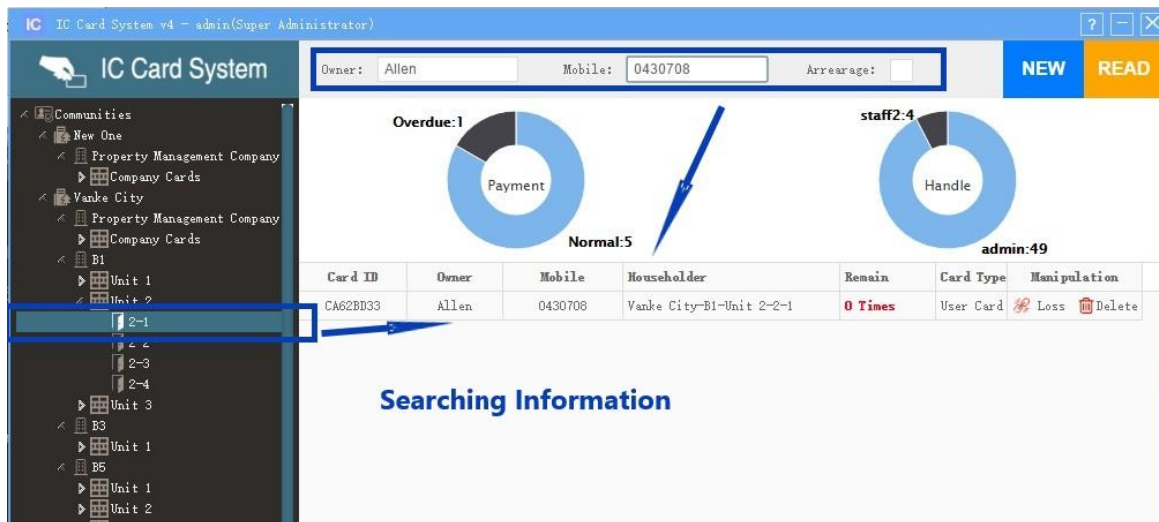 IC IC Card System v4 - admin(Super Administrator) ?
IC Card System
Owner: Allen Mobile: 0430708 Arrearage: NEW READ
Communities
New One
Property Management Company
Company Cards
Vanke City
Property Management Company
Company Cards
B1
Unit 1
Unit 2
2-1
2-2
2-3
2-4
Unit 3
B3
Unit 1
B5
Unit 1
Unit 2
Overdue:1
Payment
Normal:5
staff2:4
Handle
admin:49
Card ID Owner Mobile Householder Remain Card Type Manipulation
CA62BD33 Allen 0430708 Vanke City-B1-Unit 2-2-1 0 Times User Card Loss Delete
Searching Information